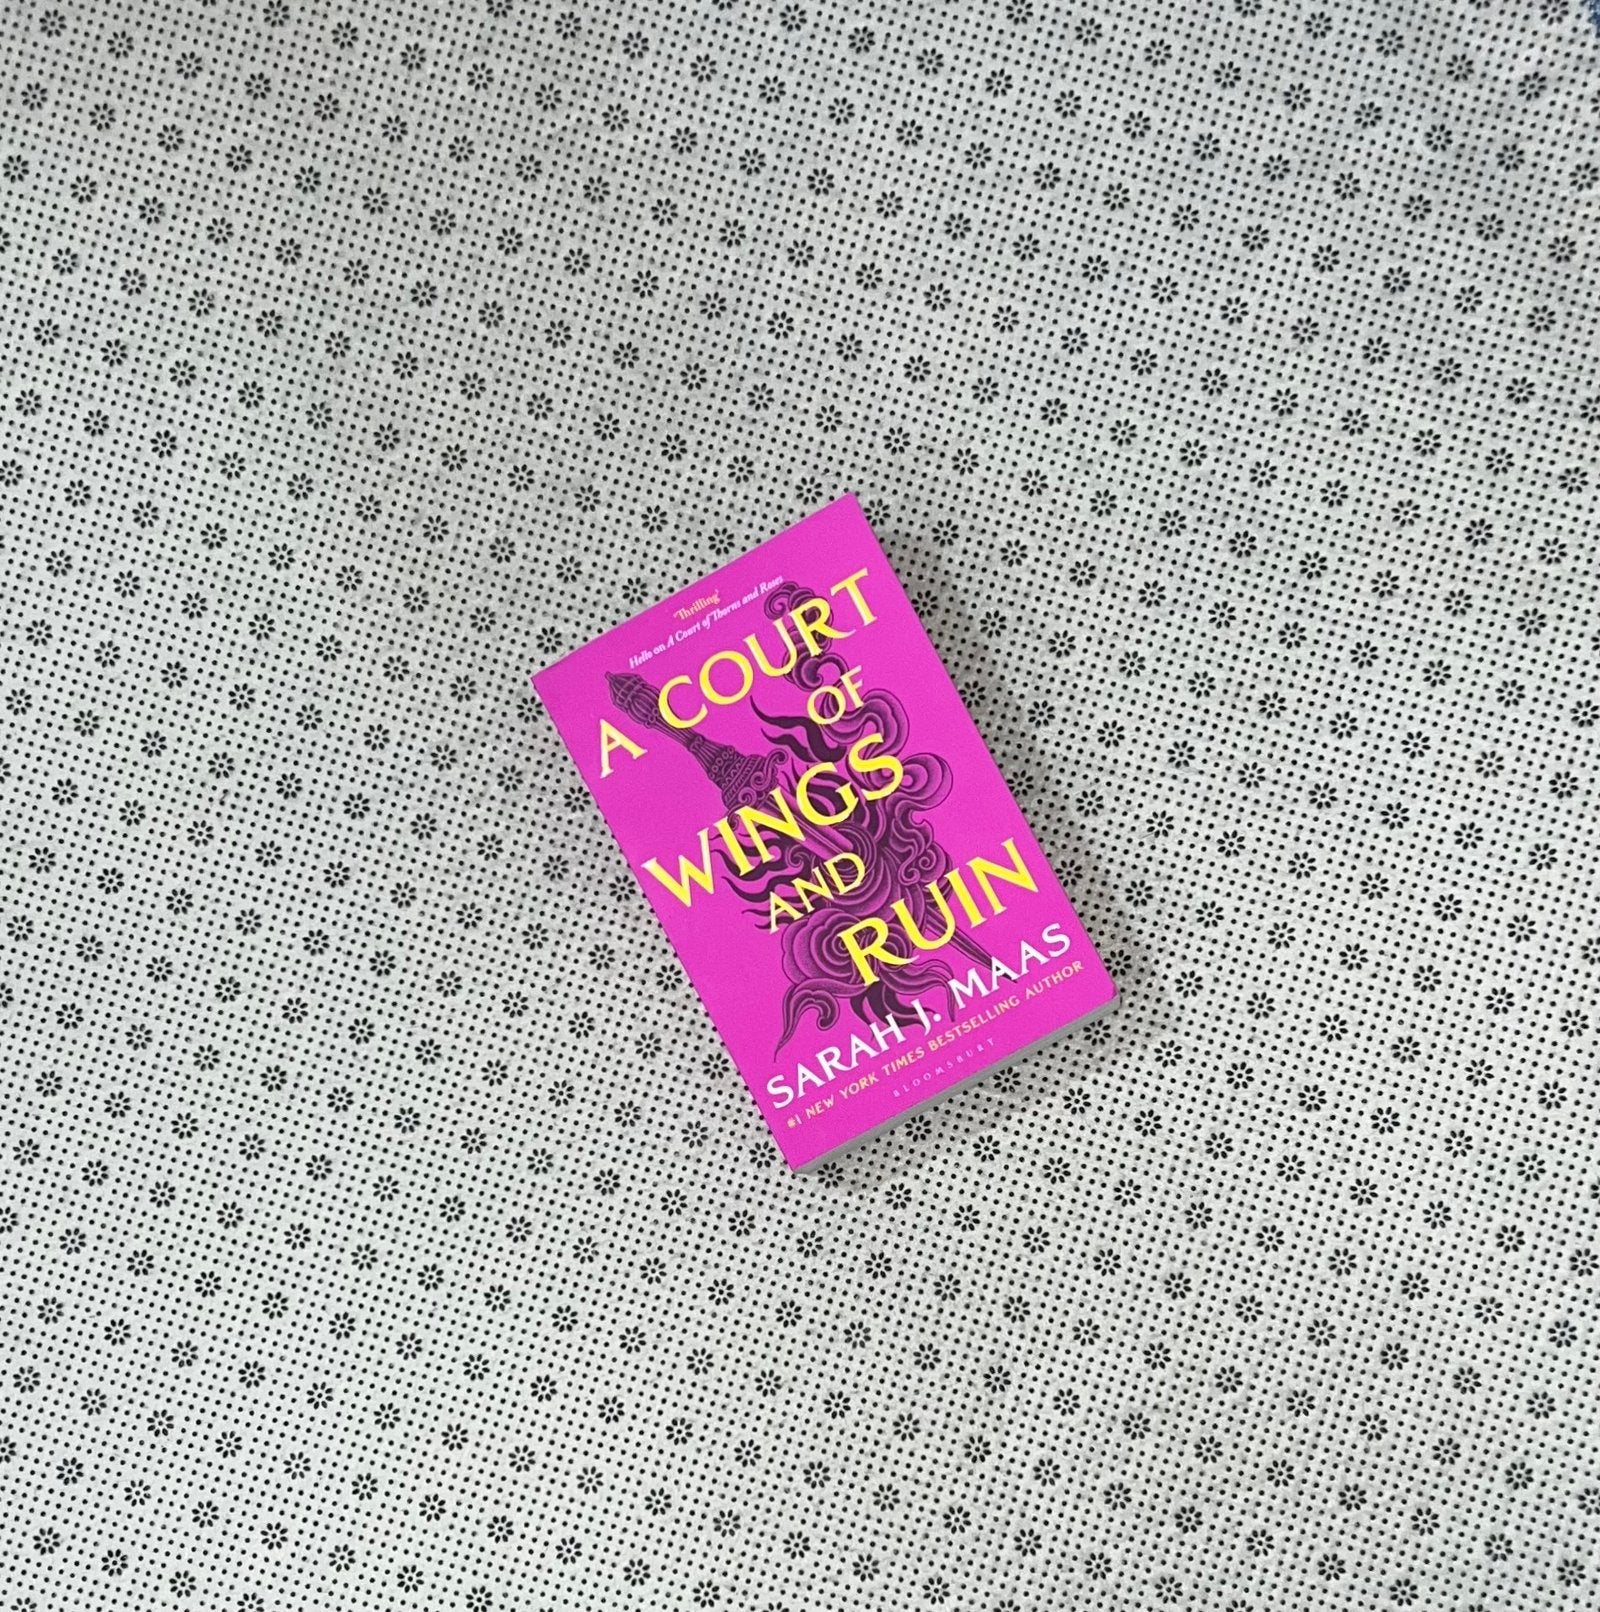 'Thrilling'
Heat on A Court of Thorns and Roses
A COURT
OF
WINGS
AND
RUIN
SARAH J. MAAS
#1 NEW YORK TIMES BESTSELLING AUTHOR
BLOOMSBURY